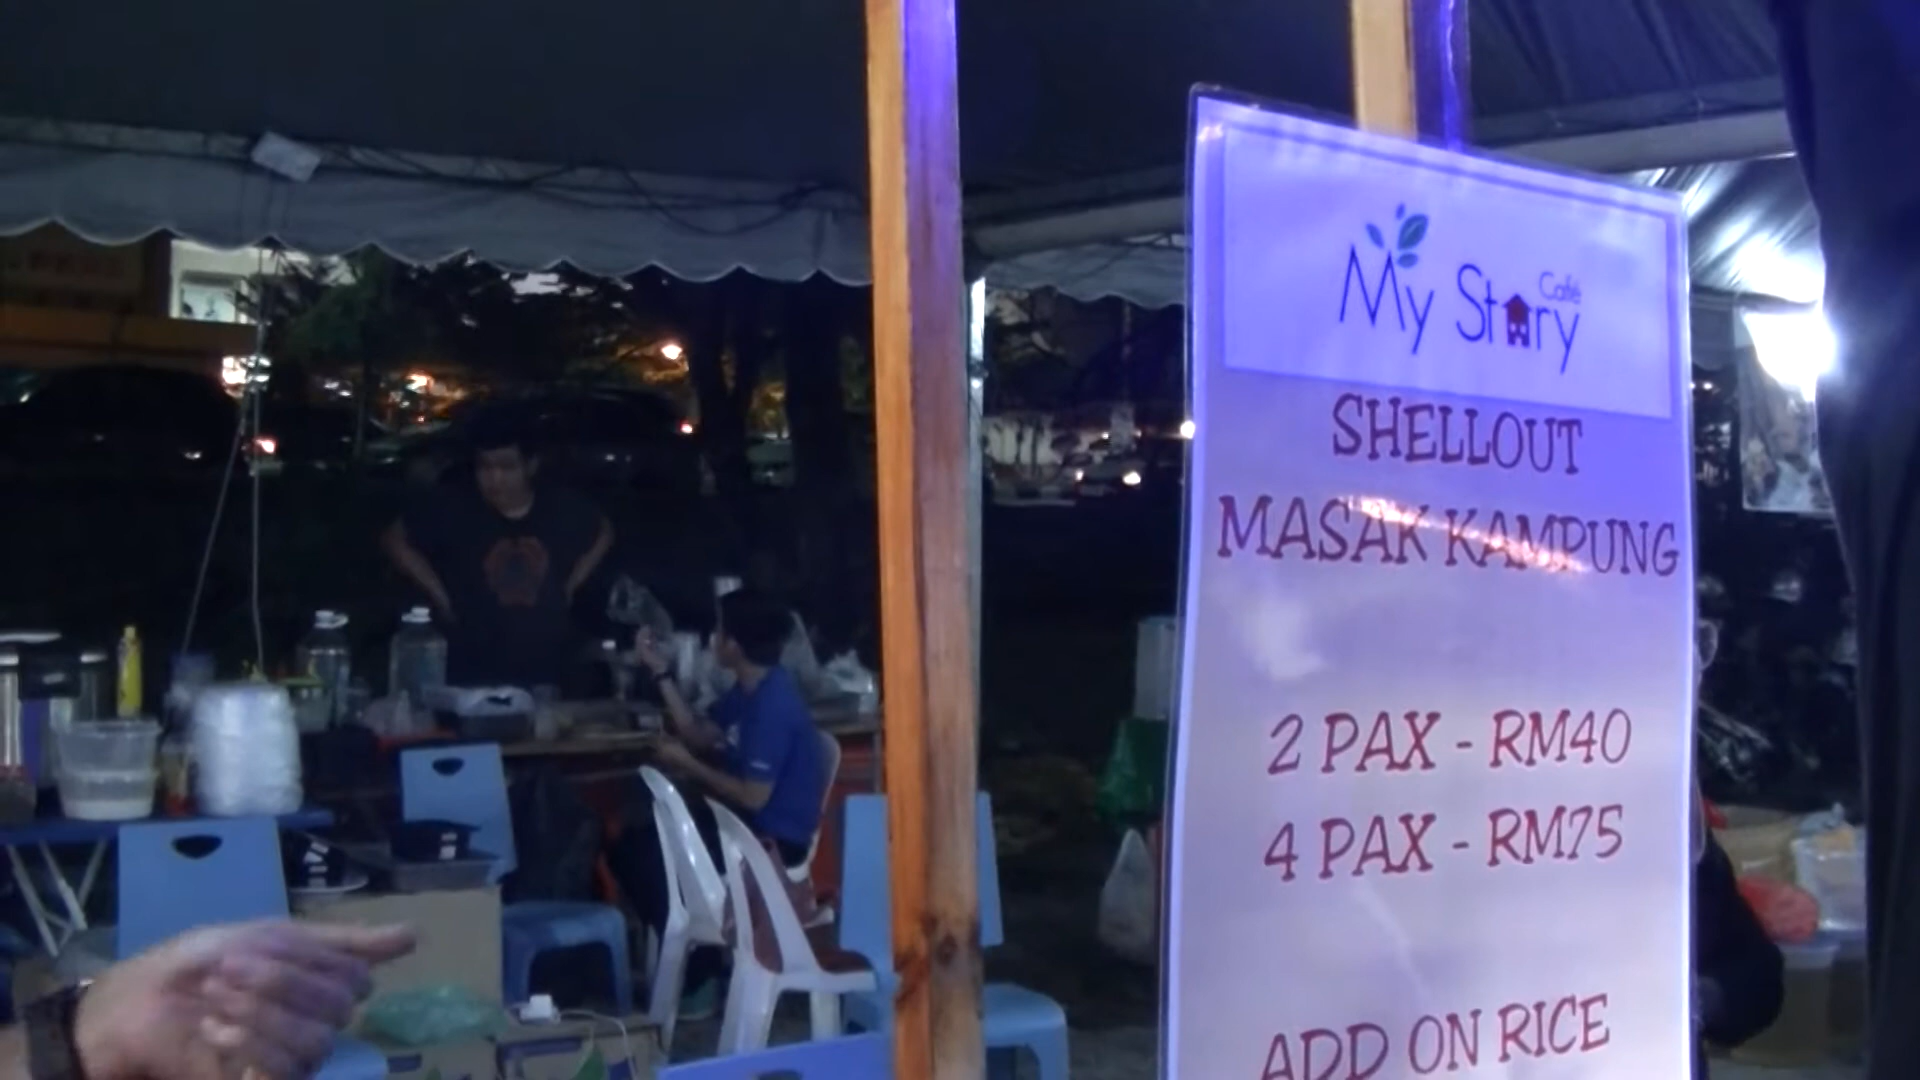 My Story Café
SHELLOUT
MASAK KAMPUNG
2 PAX - RM40
4 PAX - RM75
ADD ON RICE